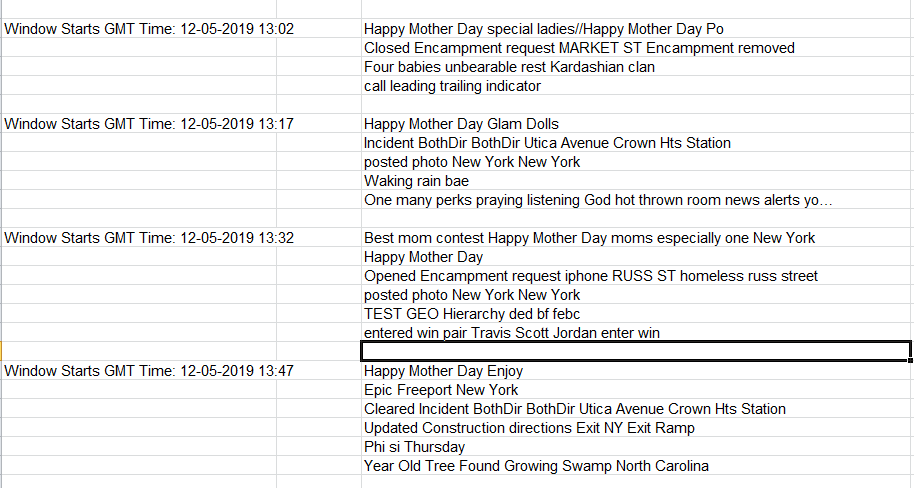 Window Starts GMT Time: 12-05-2019 13:02 Happy Mother Day special ladies//Happy Mother Day Po
Closed Encampment request MARKET ST Encampment removed
Four babies unbearable rest Kardashian clan
call leading trailing indicator
Window Starts GMT Time: 12-05-2019 13:17 Happy Mother Day Glam Dolls
Incident BothDir BothDir Utica Avenue Crown Hts Station
posted photo New York New York
Waking rain bae
One many perks praying listening God hot thrown room news alerts yo...
Window Starts GMT Time: 12-05-2019 13:32 Best mom contest Happy Mother Day moms especially one New York
Happy Mother Day
Opened Encampment request iphone RUSS ST homeless russ street
posted photo New York New York
TEST GEO Hierarchy ded bf febc
entered win pair Travis Scott Jordan enter win
Window Starts GMT Time: 12-05-2019 13:47 Happy Mother Day Enjoy
Epic Freeport New York
Cleared Incident BothDir BothDir Utica Avenue Crown Hts Station
Updated Construction directions Exit NY Exit Ramp
Phi si Thursday
Year Old Tree Found Growing Swamp North Carolina